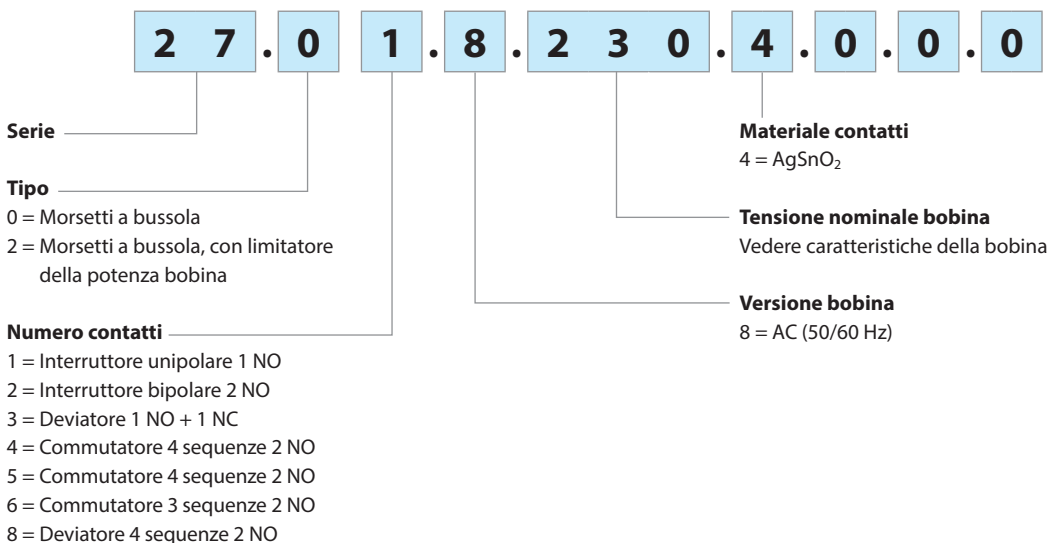 2 7 . 0 1 . 8 . 2 3 0 . 4 . 0 . 0 . 0
Serie
Tipo
0 = Morsetti a bussola
2 = Morsetti a bussola, con limitatore
della potenza bobina
Numero contatti
1 = Interruttore unipolare 1 NO
2 = Interruttore bipolare 2 NO
3 = Deviatore 1 NO + 1 NC
4 = Commutatore 4 sequenze 2 NO
5 = Commutatore 4 sequenze 2 NO
6 = Commutatore 3 sequenze 2 NO
8 = Deviatore 4 sequenze 2 NO
Materiale contatti
4 = AgSnO₂
Tensione nominale bobina
Vedere caratteristiche della bobina
Versione bobina
8 = AC (50/60 Hz)